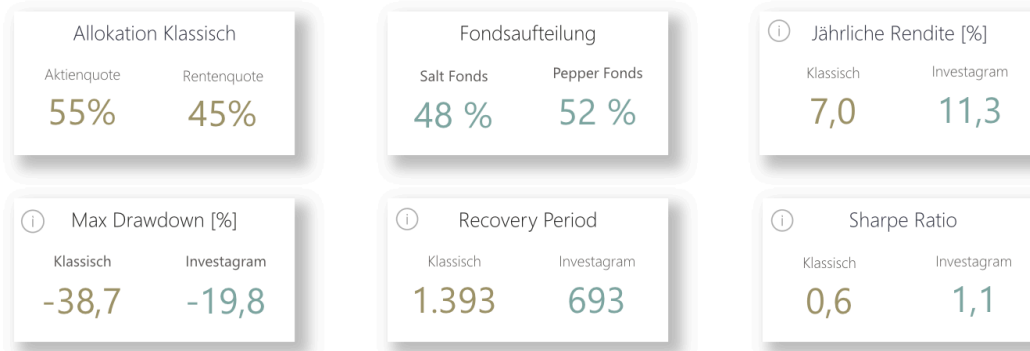 Allokation Klassisch
Aktienquote Rentenquote
55% 45%
Fondsaufteilung
Salt Fonds Pepper Fonds
48 % 52 %
Jährliche Rendite [%]
Klassisch Investagram
7,0 11,3
Max Drawdown [%]
Klassisch Investagram
-38,7 -19,8
Recovery Period
Klassisch Investagram
1.393 693
Sharpe Ratio
Klassisch Investagram
0,6 1,1